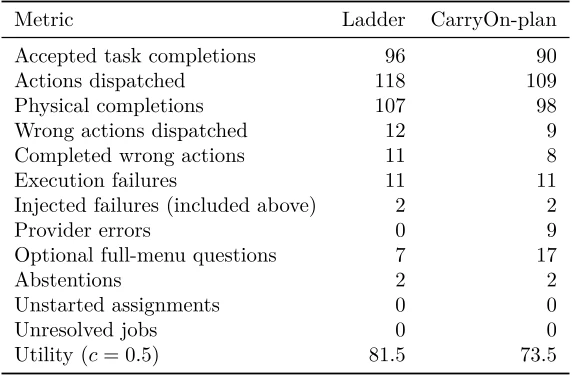 Metric Ladder CarryOn-plan
Accepted task completions 96 90
Actions dispatched 118 109
Physical completions 107 98
Wrong actions dispatched 12 9
Completed wrong actions 11 8
Execution failures 11 11
Injected failures (included above) 2 2
Provider errors 0 9
Optional full-menu questions 7 17
Abstentions 2 2
Unstarted assignments 0 0
Unresolved jobs 0 0
Utility (c = 0.5) 81.5 73.5